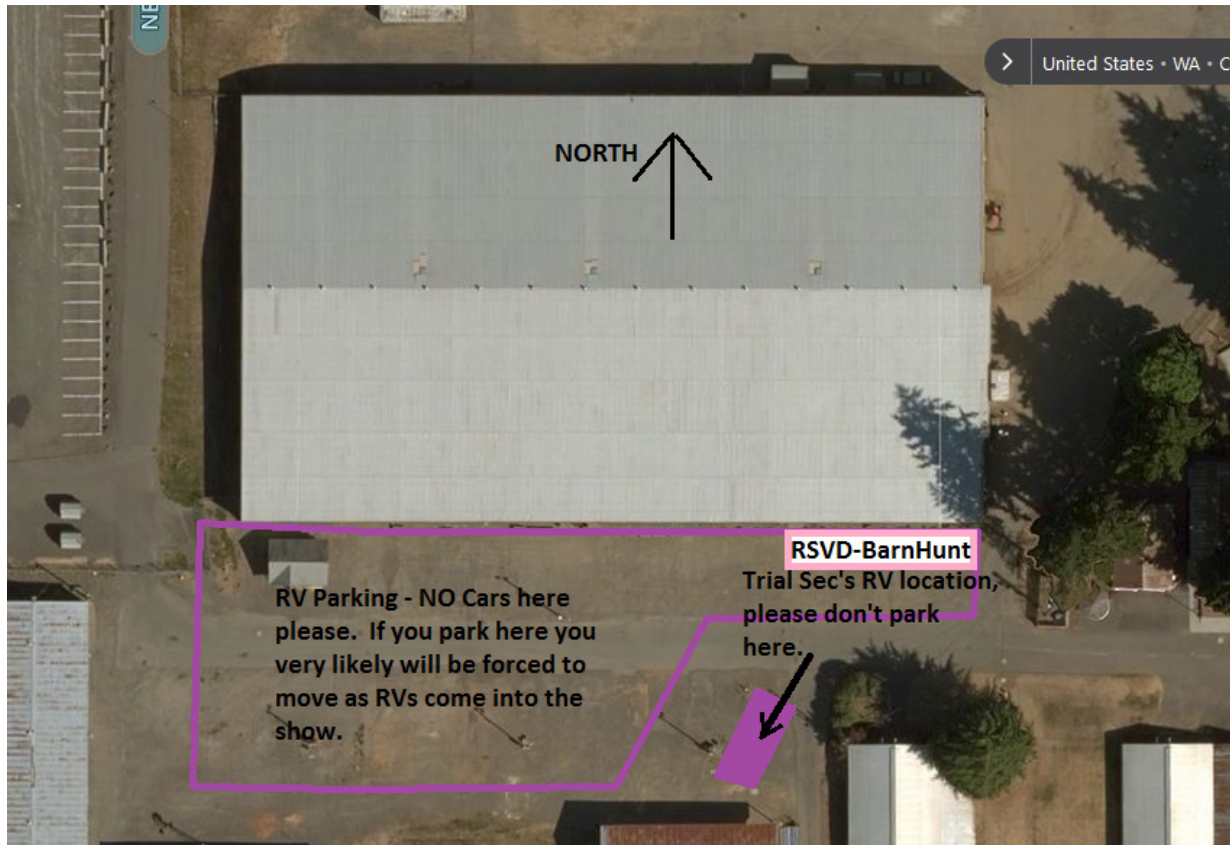 NE
United States • WA • C
NORTH
RSVD-BarnHunt
Trial Sec's RV location,
please don't park
here.
RV Parking - NO Cars here
please. If you park here you
very likely will be forced to
move as RVs come into the
show.